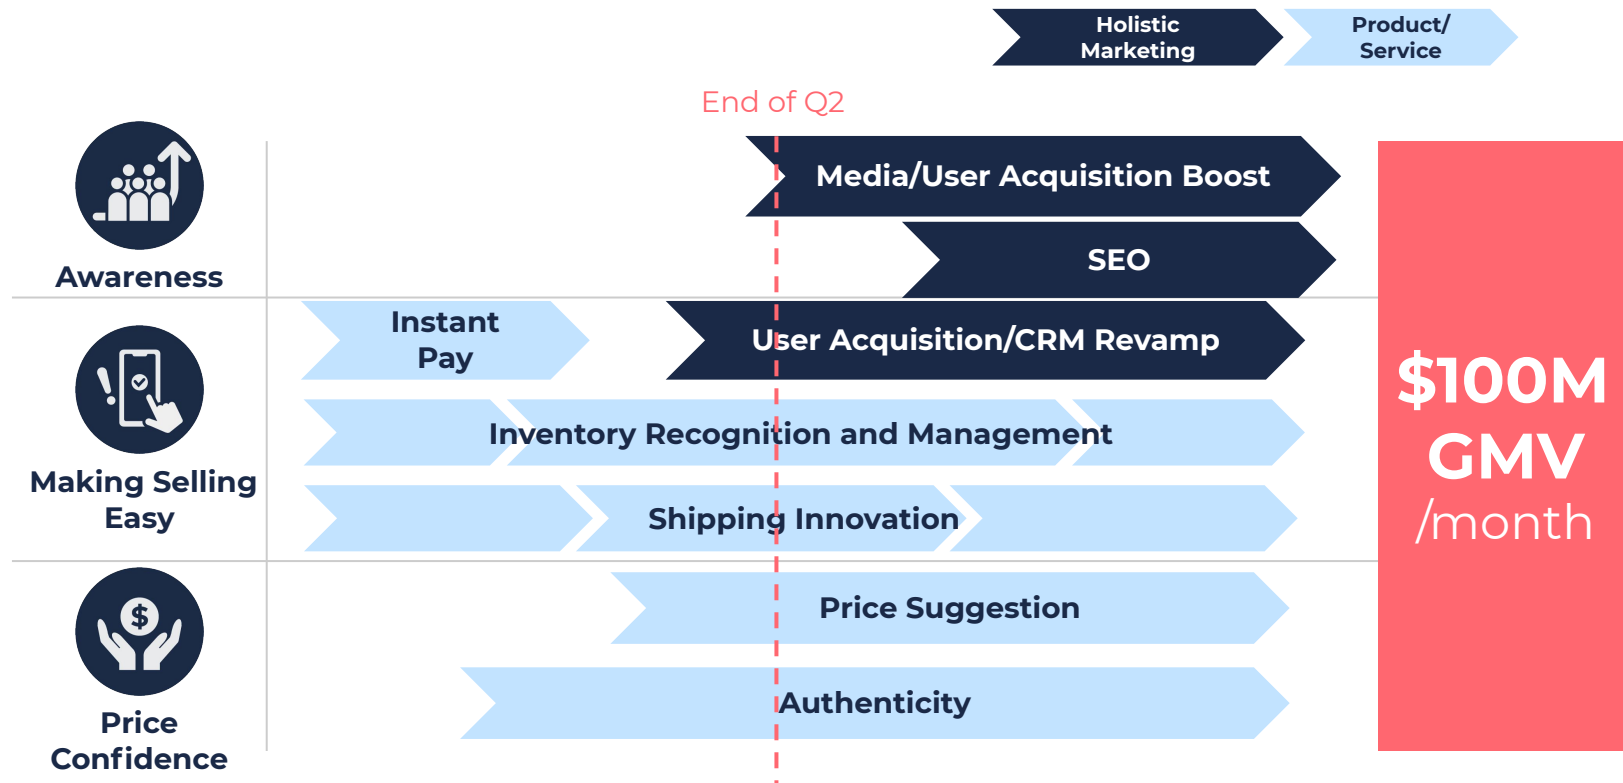 Holistic
Marketing
Product/
Service
End of Q2
Awareness
Media/User Acquisition Boost
SEO
Making Selling
Easy
Instant
Pay
User Acquisition/CRM Revamp
Inventory Recognition and Management
Shipping Innovation
Price
Confidence
$
Price Suggestion
Authenticity
$100M
GMV
/month